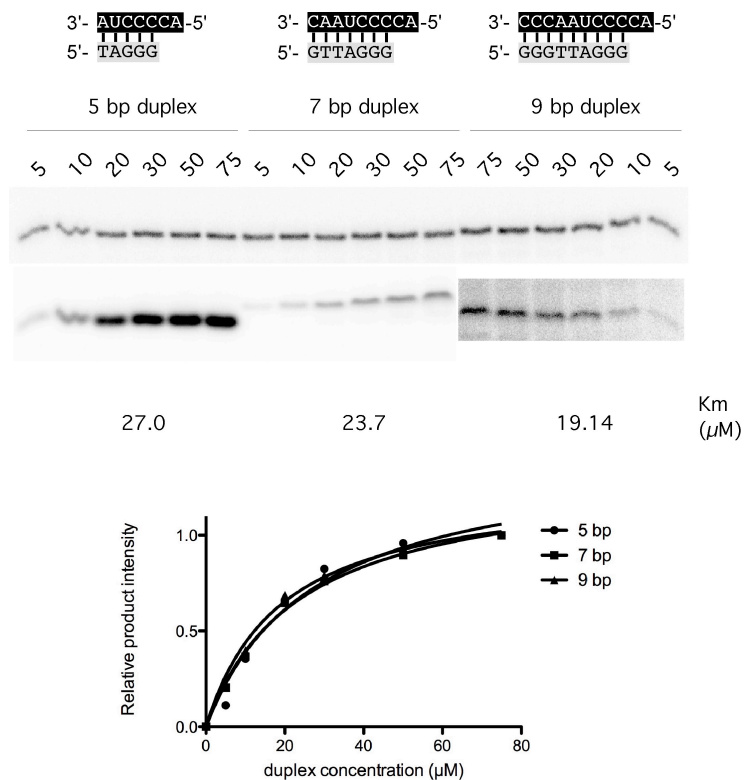 3'- AUCCCCA -5' 3'- CAAUCCCCA -5' 3'- CCCAAUCCCCA -5'
5'- TAGGG 5'- GTTAGGG 5'- GGGTTAGGG
5 bp duplex 7 bp duplex 9 bp duplex
5 10 20 30 50 75 5 10 20 30 50 75 75 50 30 20 10 5
Km
27.0 23.7 19.14 (µM)
Relative product intensity
1.0
0.5
0.0
0 20 40 60 80
duplex concentration (µM)
5 bp
7 bp
9 bp